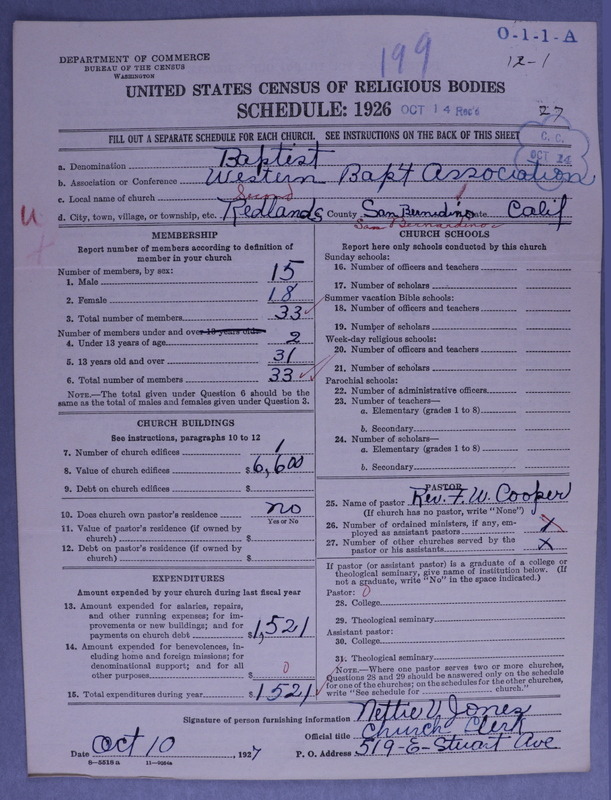 199
O-1-1-A
12-1
DEPARTMENT OF COMMERCE
BUREAU OF THE CENSUS
WASHINGTON
UNITED STATES CENSUS OF RELIGIOUS BODIES
SCHEDULE: 1926 OCT 14 Rec'd
27
FILL OUT A SEPARATE SCHEDULE FOR EACH CHURCH. SEE INSTRUCTIONS ON THE BACK OF THIS SHEET
C. C.
OCT 24
a. Denomination Baptist
b. Association or Conference Western Bapt Association
c. Local name of church Second
d. City, town, village, or township, etc. Redlands County San Bernidino State Calif
San Bernardino
u
x
MEMBERSHIP
Report number of members according to definition of
member in your church
Number of members, by sex:
1. Male 15
2. Female 18
3. Total number of members 33
Number of members under and over 13 years old:
4. Under 13 years of age 2
5. 13 years old and over 31
6. Total number of members 33
NOTE.—The total given under Question 6 should be the
same as the total of males and females given under Question 3.
CHURCH BUILDINGS
See instructions, paragraphs 10 to 12
7. Number of church edifices 1
8. Value of church edifices $6,600
9. Debt on church edifices $
10. Does church own pastor's residence no
Yes or No
11. Value of pastor's residence (if owned by
church) $
12. Debt on pastor's residence (if owned by
church) $
EXPENDITURES
Amount expended by your church during last fiscal year
13. Amount expended for salaries, repairs,
and other running expenses; for im-
provements or new buildings; and for
payments on church debt $1,521
14. Amount expended for benevolences, in-
cluding home and foreign missions; for
denominational support; and for all
other purposes $ 0
15. Total expenditures during year $1521
CHURCH SCHOOLS
Report here only schools conducted by this church
Sunday schools:
16. Number of officers and teachers
17. Number of scholars
Summer vacation Bible schools:
18. Number of officers and teachers
19. Number of scholars
Week-day religious schools:
20. Number of officers and teachers
21. Number of scholars
Parochial schools:
22. Number of administrative officers
23. Number of teachers—
a. Elementary (grades 1 to 8)
b. Secondary
24. Number of scholars—
a. Elementary (grades 1 to 8)
b. Secondary
PASTOR
25. Name of pastor Rev. F. W. Cooper
(If church has no pastor, write "None")
26. Number of ordained ministers, if any, em-
ployed as assistant pastors x
27. Number of other churches served by the
pastor or his assistants x
If pastor (or assistant pastor) is a graduate of a college or
theological seminary, give name of institution below. (If
not a graduate, write "No" in the space indicated.)
Pastor: 0
28. College
29. Theological seminary
Assistant pastor:
30. College
31. Theological seminary
NOTE.—Where one pastor serves two or more churches,
Questions 28 and 29 should be answered only on the schedule
for one of the churches; on the schedules for the other churches,
write "See schedule for church."
Signature of person furnishing information Nettie V Jones
Official title Church Clerk
Date Oct 10, 1927 P. O. Address 519-E-Stuart Ave
8—5518a